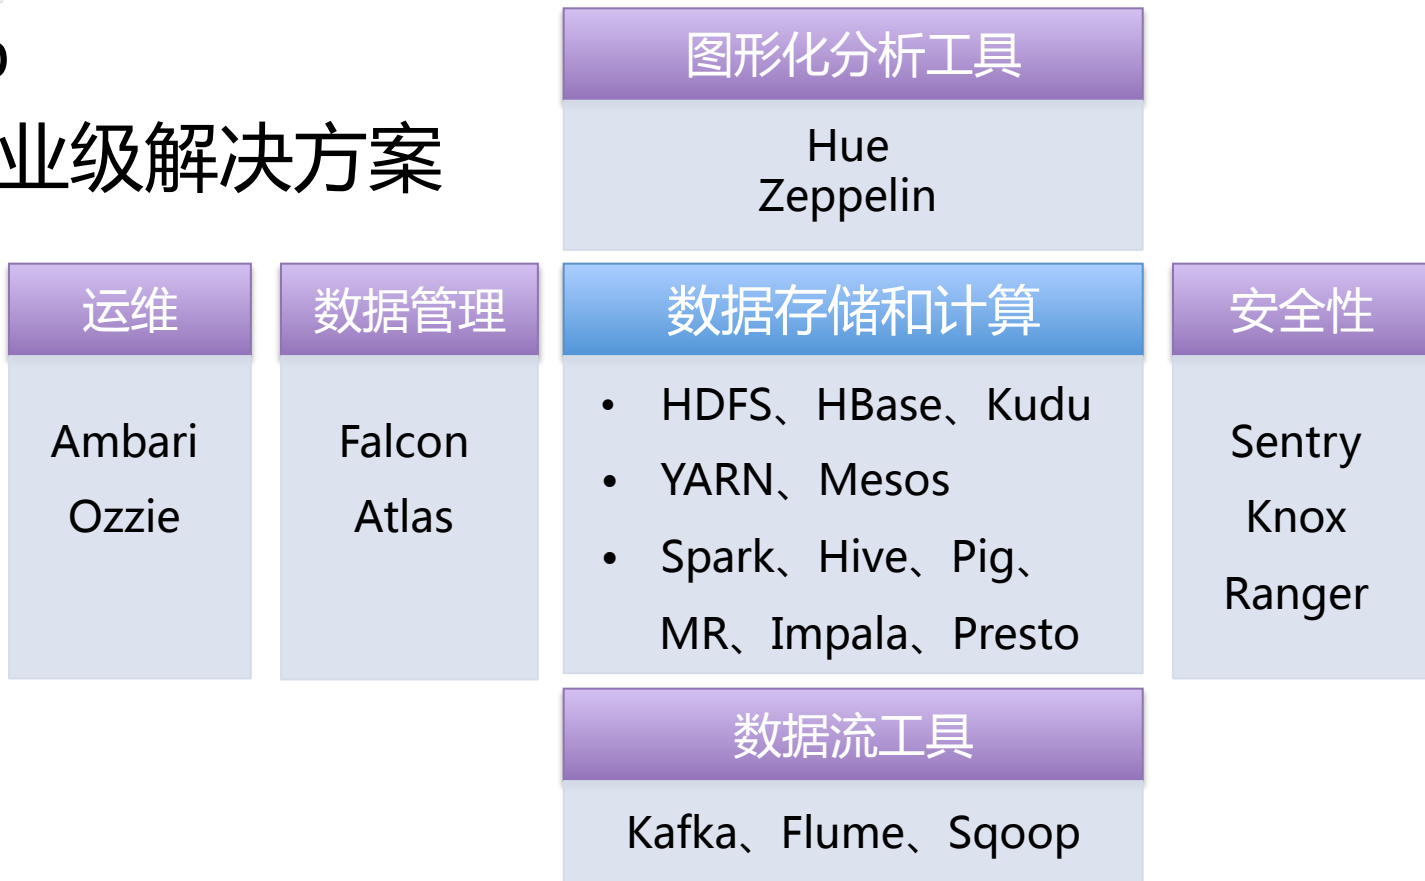 业级解决方案
图形化分析工具
Hue
Zeppelin
运维
Ambari
Ozzie
数据管理
Falcon
Atlas
数据存储和计算
• HDFS、HBase、Kudu
• YARN、Mesos
• Spark、Hive、Pig、
MR、Impala、Presto
安全性
Sentry
Knox
Ranger
数据流工具
Kafka、Flume、Sqoop